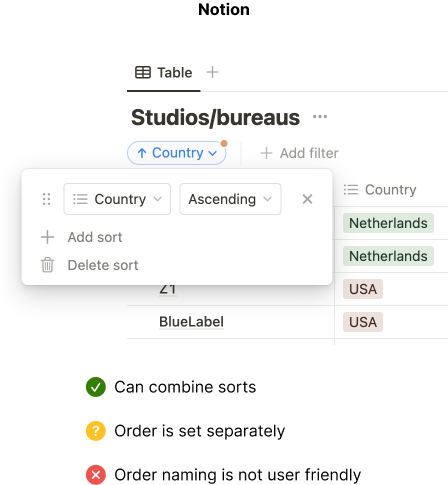 Notion
Table
Studios/bureaus
Country
Add filter
Country
Ascending
Country
Add sort
Netherlands
Delete sort
Netherlands
Z1
USA
BlueLabel
USA
Can combine sorts
? Order is set separately
Order naming is not user friendly